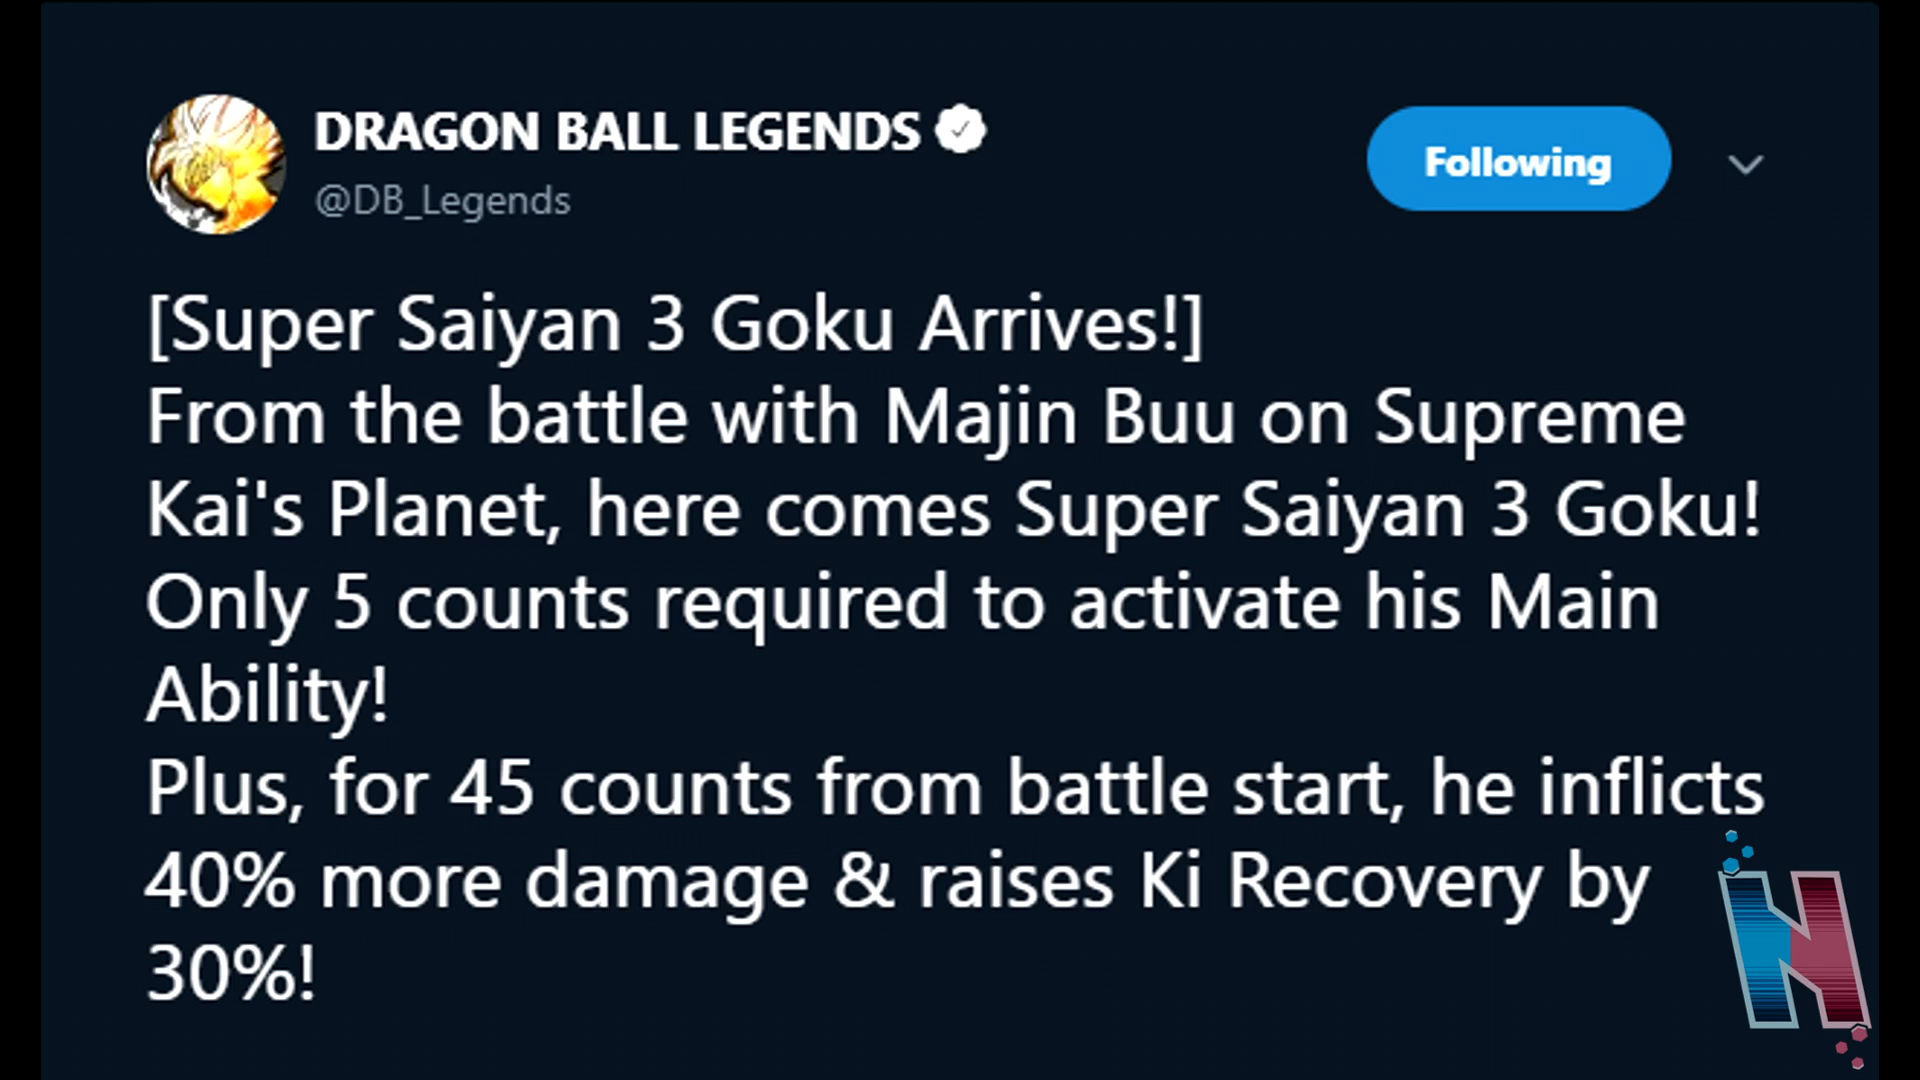 DRAGON BALL LEGENDS
@DB_Legends
Following
[Super Saiyan 3 Goku Arrives!]
From the battle with Majin Buu on Supreme
Kai's Planet, here comes Super Saiyan 3 Goku!
Only 5 counts required to activate his Main
Ability!
Plus, for 45 counts from battle start, he inflicts
40% more damage & raises Ki Recovery by
30%!
N